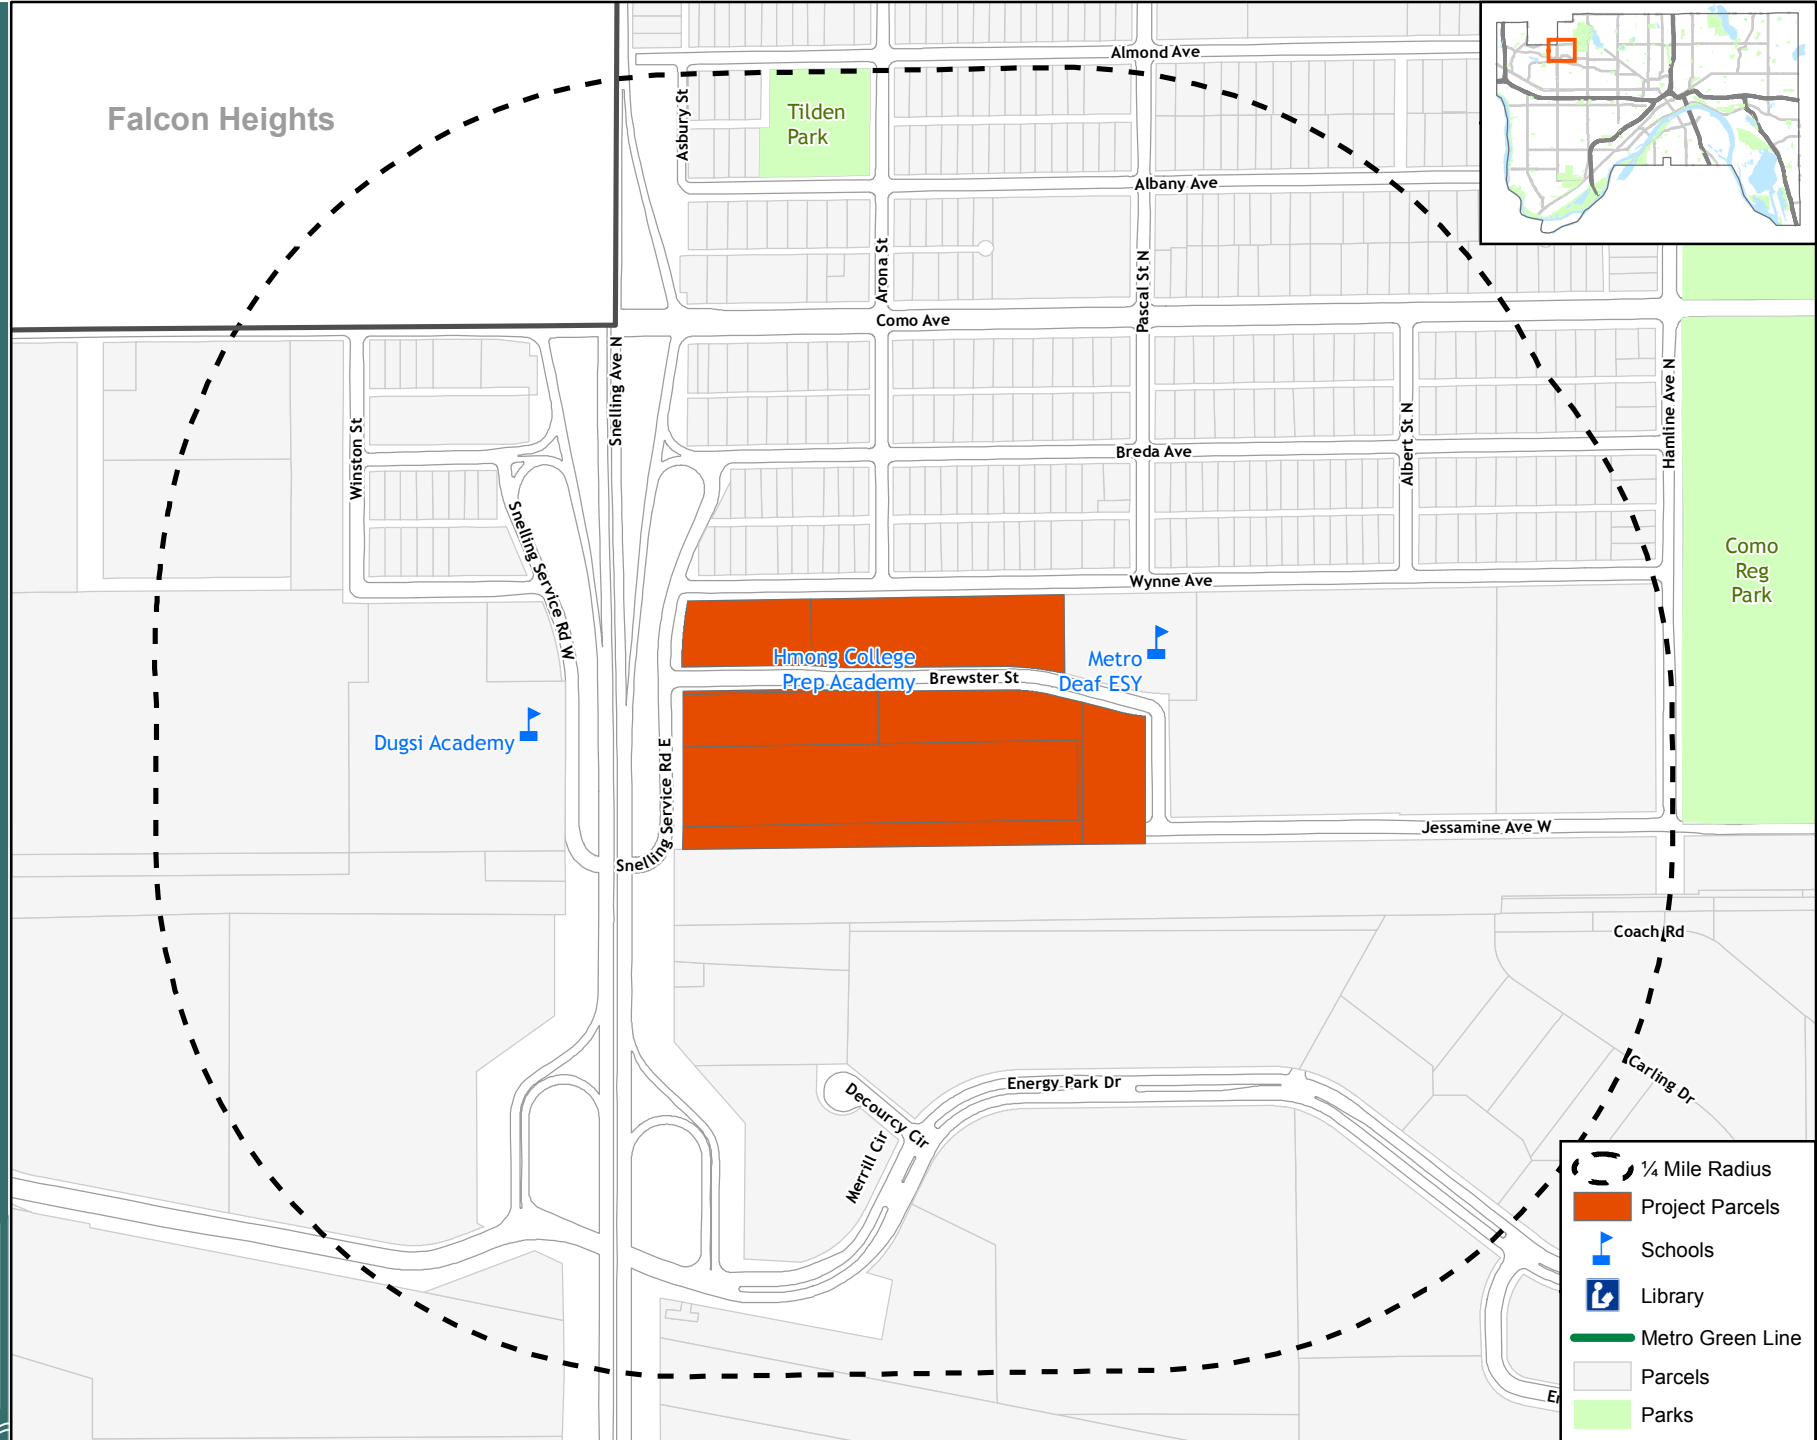 Almond Ave
Falcon Heights
Asbury St
Tilden
Park
Albany Ave
Arona St
Pascal St N
Como Ave
Snelling Ave N
Winston St
Albert St N
Hamline Ave N
Breda Ave
Snelling Service Rd W
Como
Reg
Park
Wynne Ave
Hmong College
Prep Academy
Brewster St
Metro
Deaf ESY
Dugsi Academy
Snelling Service Rd E
Jessamine Ave W
Coach Rd
Carling Dr
Energy Park Dr
Decourcy Cir
Merrill Cir
¼ Mile Radius
Project Parcels
Schools
Library
Metro Green Line
Parcels
Parks